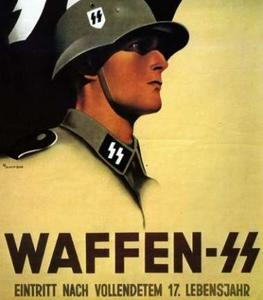 WAFFEN-SS
EINTRITT NACH VOLLENDETEM 17. LEBENSJAHR